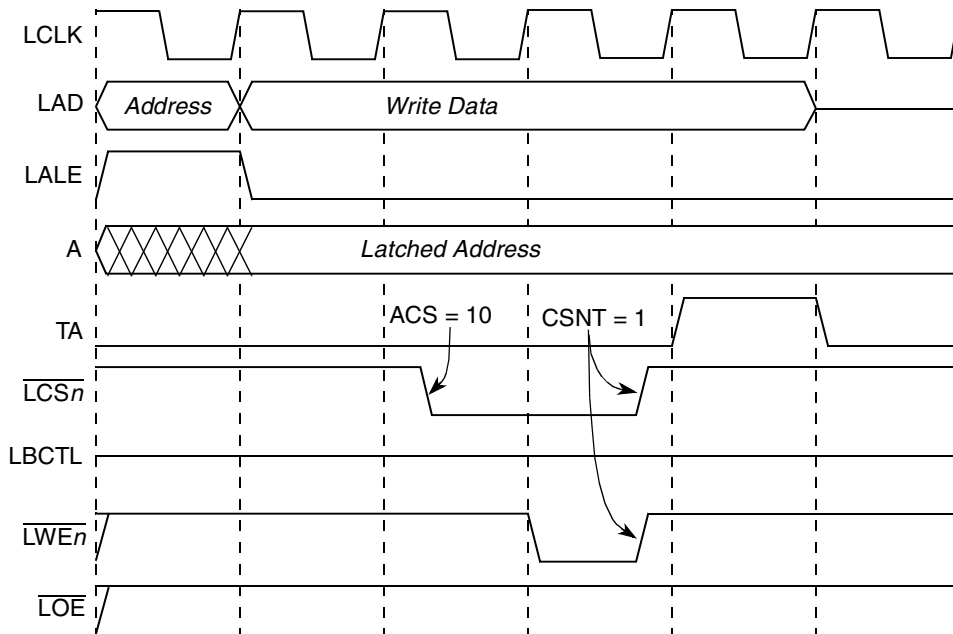 LCLK
LAD Address Write Data
LALE
A Latched Address
ACS = 10 CSNT = 1
TA
LCSn
LBCTL
LWEn
LOE